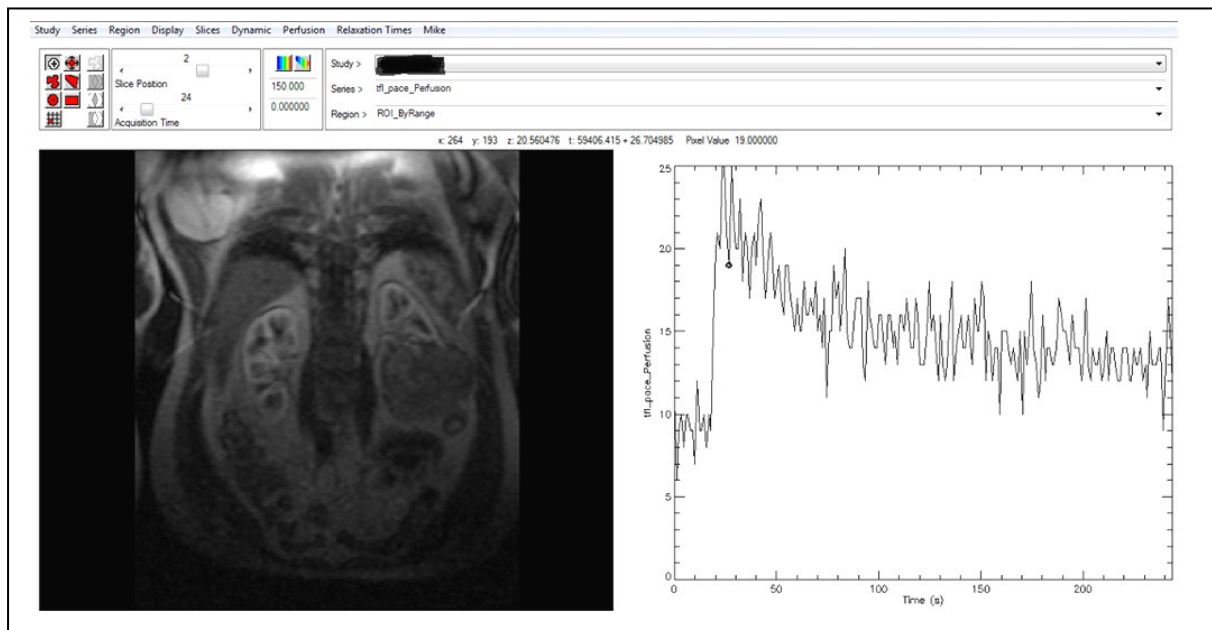 Study Series Region Display Slices Dynamic Perfusion Relaxation Times Mike
2
Slice Position
24
Acquisition Time
150.000
0.000000
Study >
Series > tfl_pace_Perfusion
Region > ROI_ByRange
x: 264 y: 193 z: 20.560476 t: 59406.415 + 26.704985 Pixel Value 19.000000
25
20
15
10
5
0
tfl_pace_Perfusion
0 50 100 150 200
Time (s)